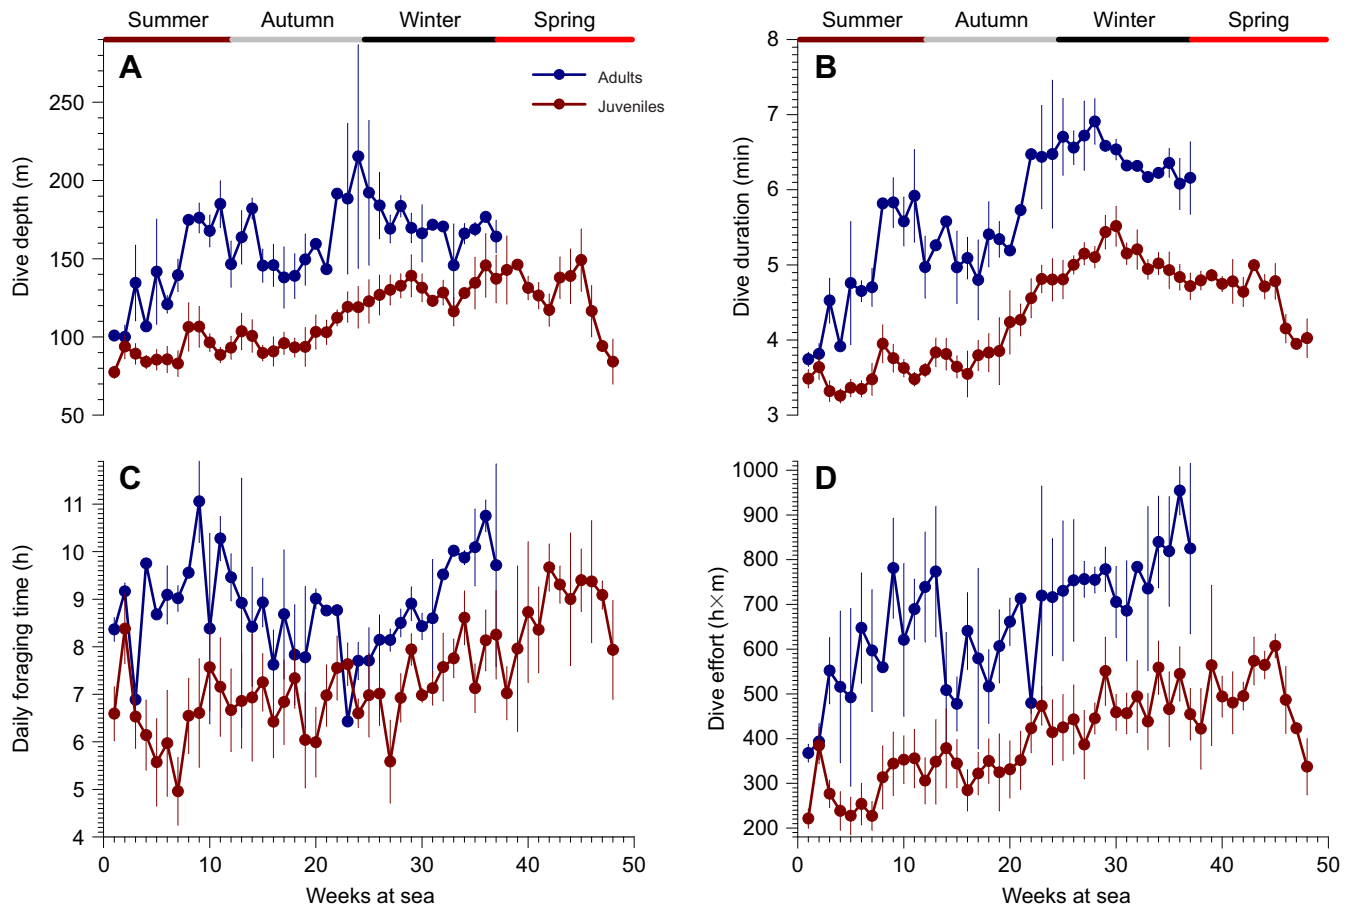 Summer Autumn Winter Spring
Summer Autumn Winter Spring
A
Adults
Juveniles
250
200
150
100
50
Dive depth (m)
B
8
7
6
5
4
3
Dive duration (min)
C
11
10
9
8
7
6
5
4
Daily foraging time (h)
0 10 20 30 40 50
Weeks at sea
D
1000
900
800
700
600
500
400
300
200
Dive effort (h×m)
0 10 20 30 40 50
Weeks at sea